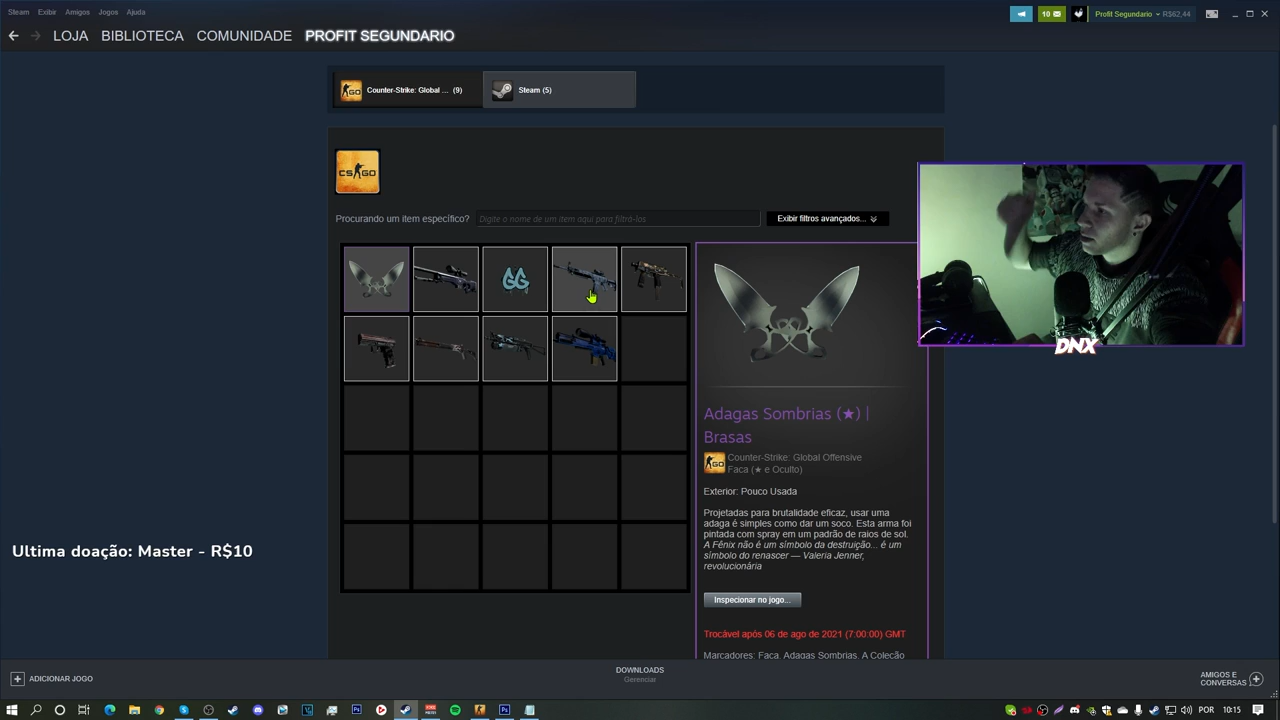 Steam Exibir Amigos Jogos Ajuda
10 Profit Segundario R$62,44
LOJA BIBLIOTECA COMUNIDADE PROFIT SEGUNDARIO
Counter-Strike: Global ... (9) Steam (5)
CS GO
Procurando um item específico? Digite o nome de um item aqui para filtrá-los Exibir filtros avançados...
DNX
Adagas Sombrias (★) |
Brasas
Counter-Strike: Global Offensive
Faca (★ e Oculto)
Exterior: Pouco Usada
Projetadas para brutalidade eficaz, usar uma
adaga é simples como dar um soco. Esta arma foi
pintada com spray em um padrão de raios de sol.
A Fênix não é um símbolo da destruição... é um
símbolo do renascer — Valeria Jenner,
revolucionária
Ultima doação: Master - R$10
Inspecionar no jogo...
Trocável após 06 de ago de 2021 (7:00:00) GMT
Marcadores: Faca, Adagas Sombrias, A Coleção
ADICIONAR JOGO
DOWNLOADS
Gerenciar
AMIGOS E
CONVERSAS
POR 10:15